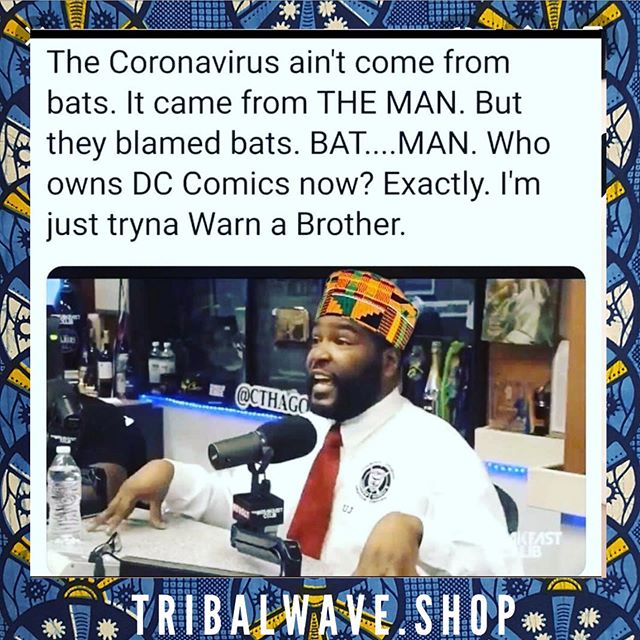 The Coronavirus ain't come from
bats. It came from THE MAN. But
they blamed bats. BAT....MAN. Who
owns DC Comics now? Exactly. I'm
just tryna Warn a Brother.
@CTHAGO
UJ
TRIBALWAVE.SHOP